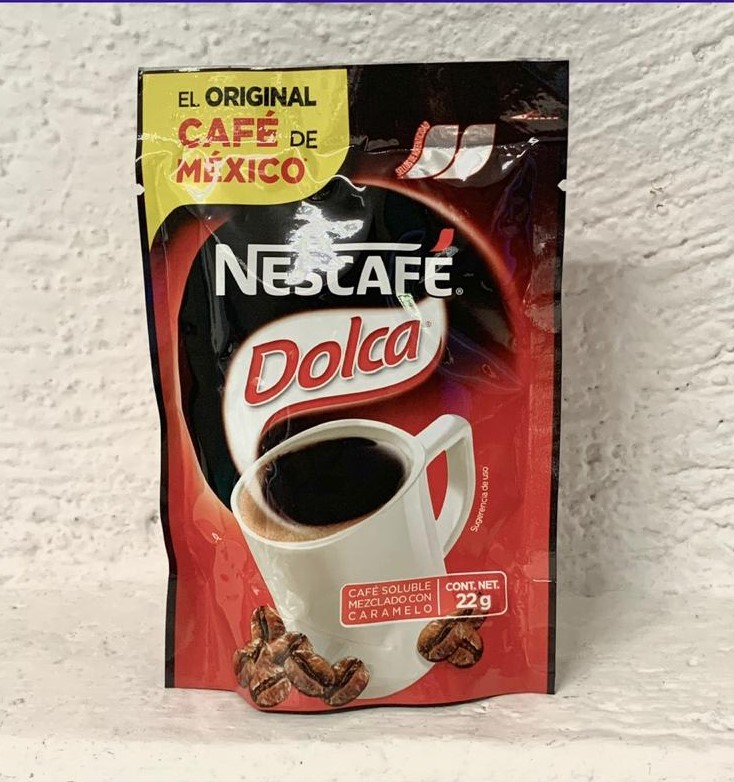 EL ORIGINAL
CAFÉ DE
MÉXICO
NESCAFÉ®
Dolca®
Sugerencia de uso
CAFÉ SOLUBLE
MEZCLADO CON
CARAMELO
CONT. NET.
22 g